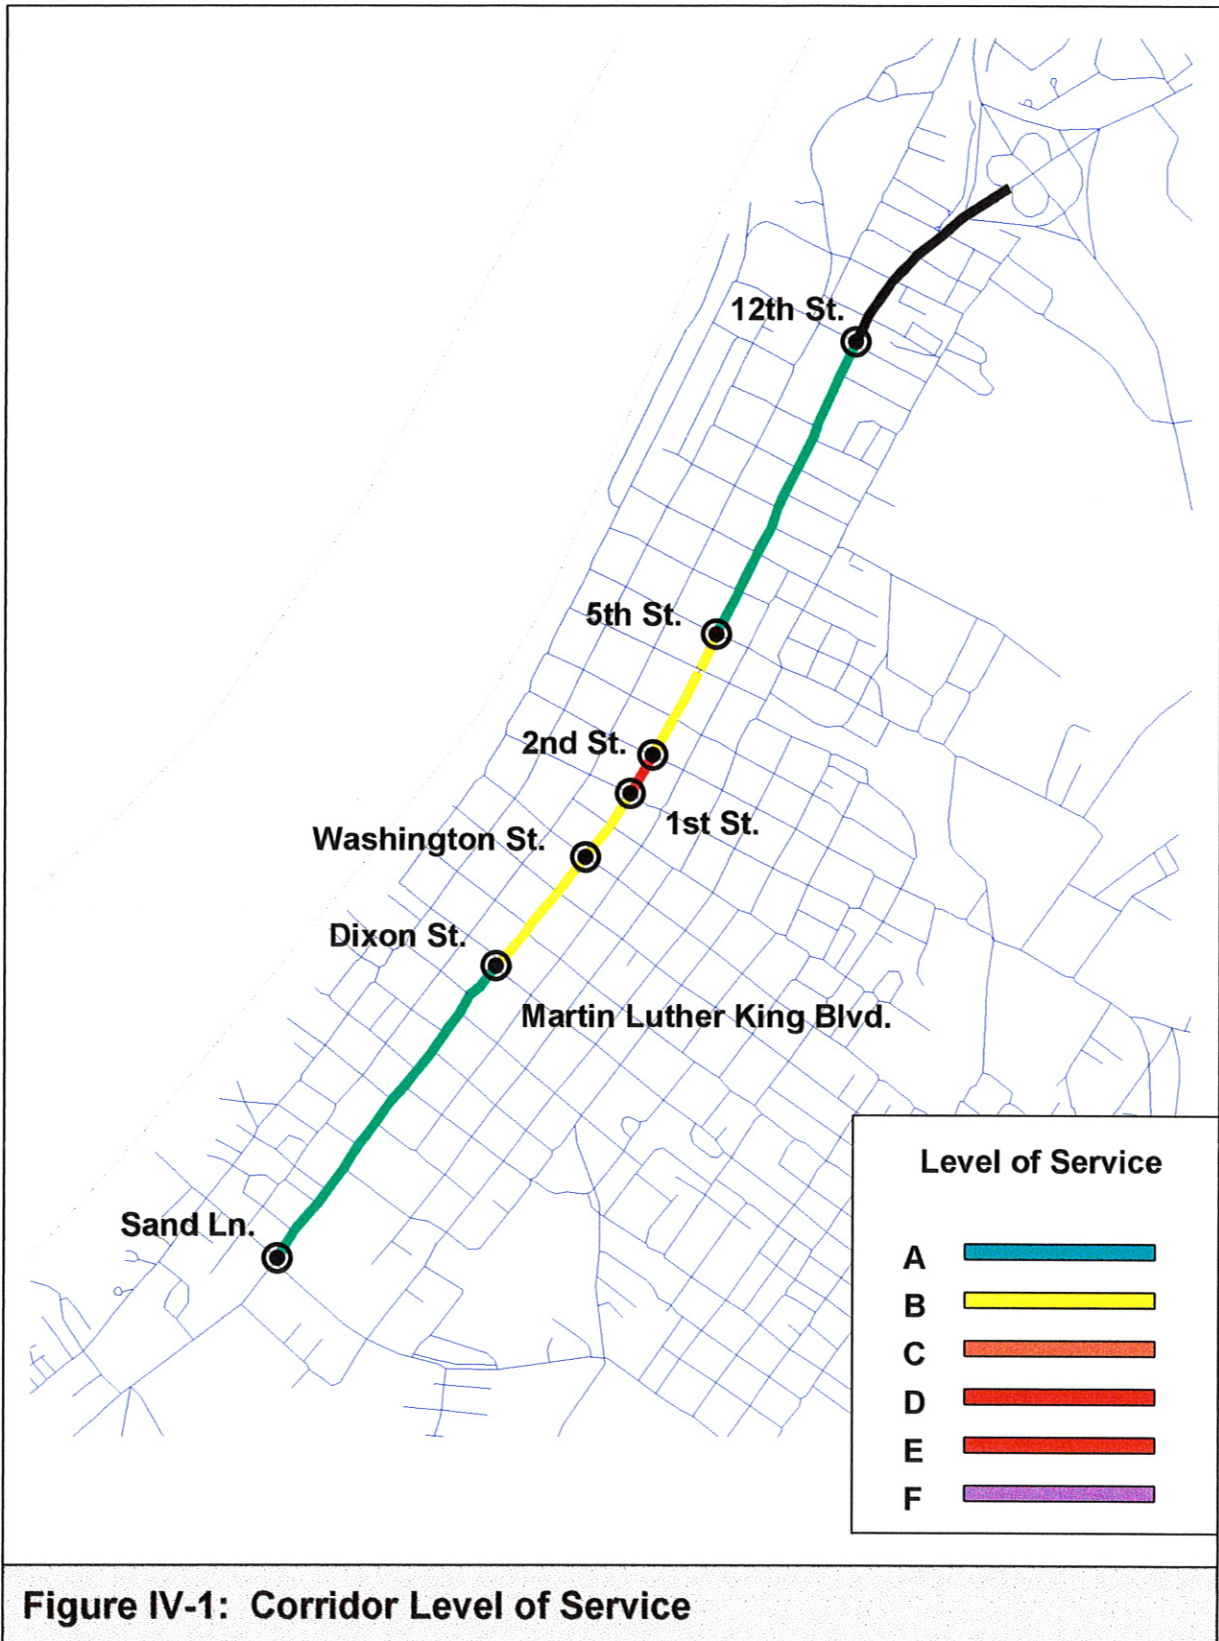 12th St.
5th St.
2nd St.
1st St.
Washington St.
Dixon St.
Martin Luther King Blvd.
Sand Ln.
Level of Service
A
B
C
D
E
F
Figure IV-1: Corridor Level of Service